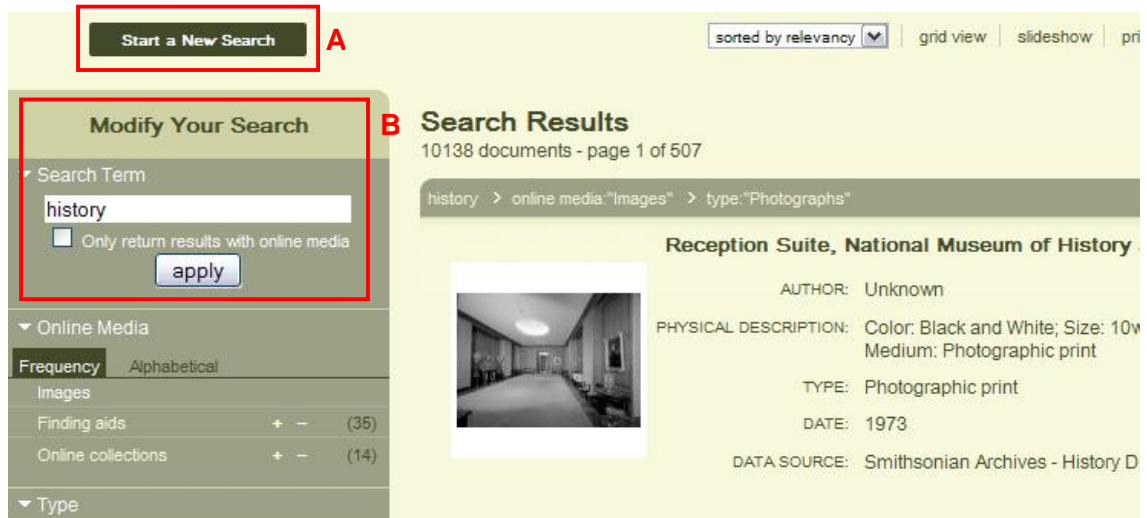 Start a New Search
A
sorted by relevancy
grid view
slideshow
Modify Your Search
B
Search Term
history
Only return results with online media
apply
Online Media
Frequency
Alphabetical
Images
Finding aids + − (35)
Online collections + − (14)
Type
Search Results
10138 documents - page 1 of 507
history > online media:"Images" > type:"Photographs"
Reception Suite, National Museum of History
AUTHOR: Unknown
PHYSICAL DESCRIPTION: Color: Black and White; Size: 10w
Medium: Photographic print
TYPE: Photographic print
DATE: 1973
DATA SOURCE: Smithsonian Archives - History D